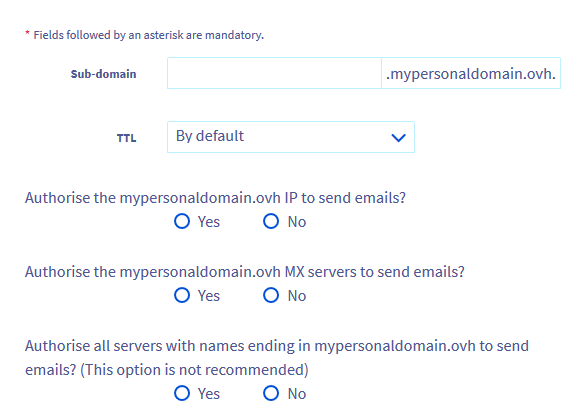 * Fields followed by an asterisk are mandatory.
Sub-domain .mypersonaldomain.ovh.
TTL By default
Authorise the mypersonaldomain.ovh IP to send emails?
Yes No
Authorise the mypersonaldomain.ovh MX servers to send emails?
Yes No
Authorise all servers with names ending in mypersonaldomain.ovh to send
emails? (This option is not recommended)
Yes No